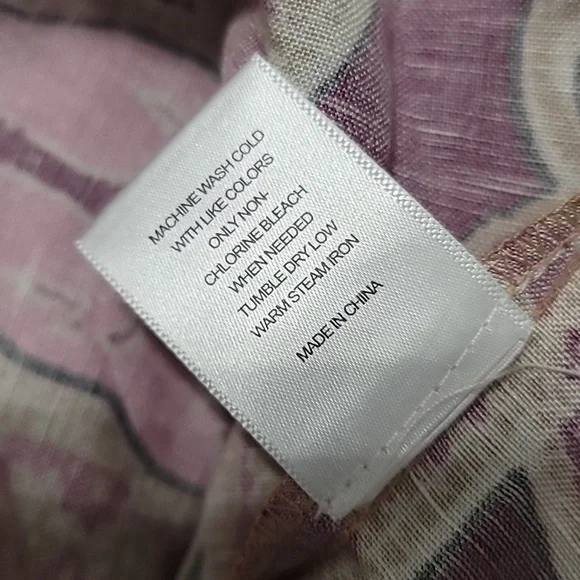 MACHINE WASH COLD
WITH LIKE COLORS
ONLY NON-
CHLORINE BLEACH
WHEN NEEDED
TUMBLE DRY LOW
WARM STEAM IRON
MADE IN CHINA